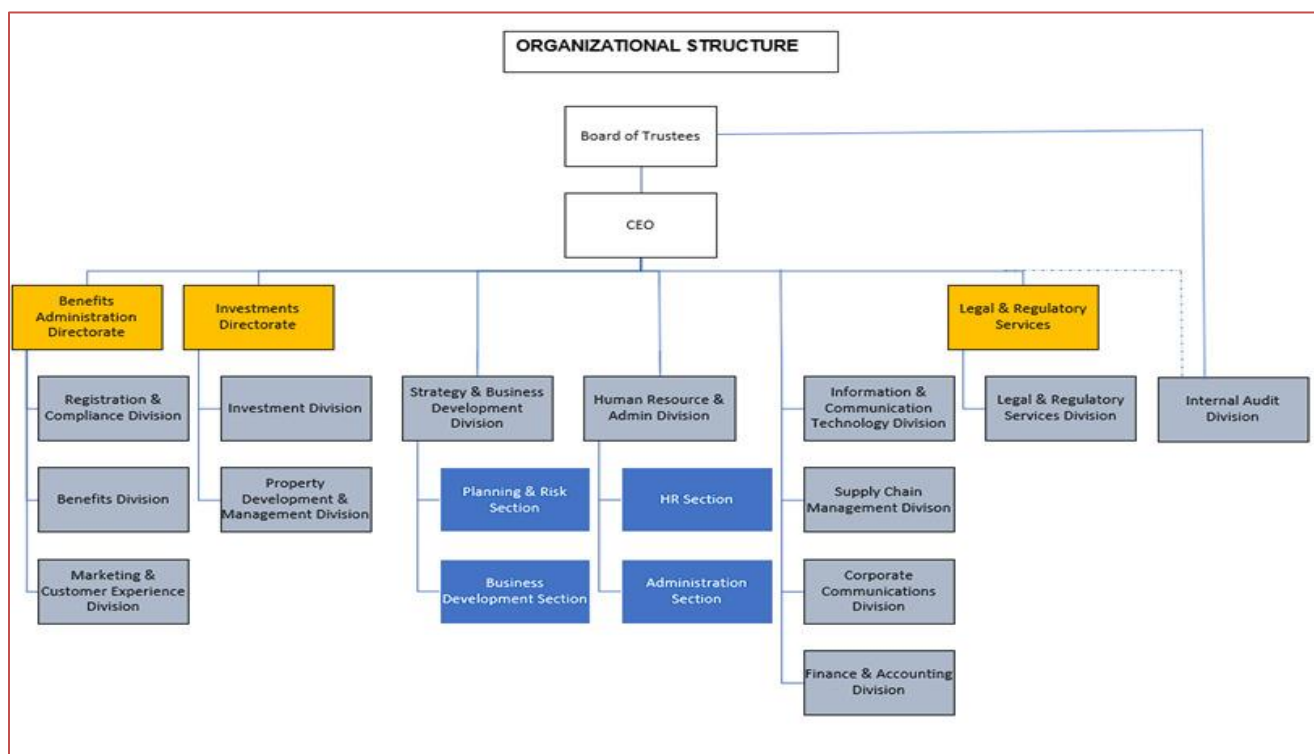 ORGANIZATIONAL STRUCTURE
Board of Trustees
CEO
Benefits
Administration
Directorate
Investments
Directorate
Legal & Regulatory
Services
Registration &
Compliance Division
Investment Division
Strategy & Business
Development
Division
Human Resource &
Admin Division
Information &
Communication
Technology Division
Legal & Regulatory
Services Division
Internal Audit
Division
Benefits Division
Property
Development &
Management Division
Planning & Risk
Section
HR Section
Supply Chain
Management Divison
Marketing &
Customer Experience
Division
Business
Development Section
Administration
Section
Corporate
Communications
Division
Finance & Accounting
Division